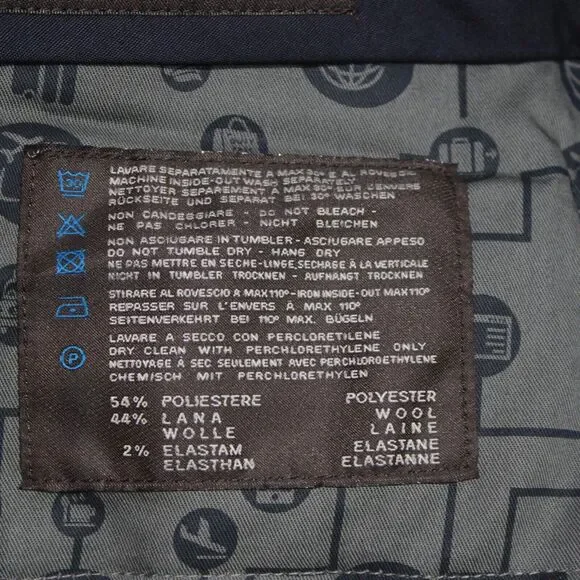 LAVARE SEPARATAMENTE A MAX 30° E AL ROVESCIO
MACHINE INSIDE-OUT WASH SEPARATELY
NETTOYER SEPAREMENT A MAX 30° SUR L'ENVERS
RÜCKSEITE UND SEPARAT BEI 30° WASCHEN
NON CANDEGGIARE - DO NOT BLEACH -
NE PAS CHLORER - NICHT BLEICHEN
NON ASCIUGARE IN TUMBLER - ASCIUGARE APPESO
DO NOT TUMBLE DRY - HANG DRY
NE PAS METTRE EN SÈCHE-LINGE, SÉCHAGE À LA VERTICALE
NICHT IN TUMBLER TROCKNEN - AUFHÄNGT TROCKNEN
STIRARE AL ROVESCIO A MAX 110° - IRON INSIDE-OUT MAX 110°
REPASSER SUR L'ENVERS À MAX 110°
SEITENVERKEHRT BEI 110° MAX. BÜGELN
P
LAVARE A SECCO CON PERCLORETILENE
DRY CLEAN WITH PERCHLORETHYLENE ONLY
NETTOYAGE À SEC SEULEMENT AVEC PERCHLOROETHYLÈNE
CHEMISCH MIT PERCHLORETHYLEN
54% POLIESTERE POLYESTER
44% LANA WOOL
WOLLE LAINE
2% ELASTAM ELASTANE
ELASTHAN ELASTANNE